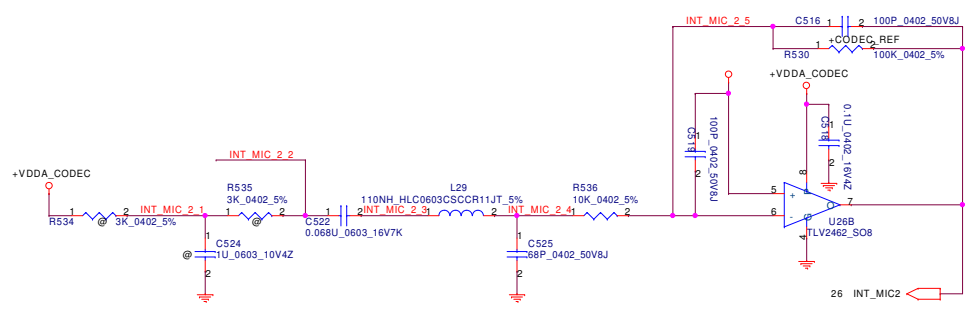 INT_MIC_2_5
C516
1
2
100P_0402_50V8J
+CODEC_REF
1
2
R530
100K_0402_5%
+VDDA_CODEC
C519
1
2
100P_0402_50V8J
C518
1
2
0.1U_0402_16V4Z
INT_MIC_2_2
+VDDA_CODEC
R534
1
2
@
3K_0402_5%
INT_MIC_2_1
R535
3K_0402_5%
1
2
@
C522
1
2
0.068U_0603_16V7K
INT_MIC_2_3
L29
110NH_HLC0603CSCCR11JT_5%
1
2
INT_MIC_2_4
R536
10K_0402_5%
1
2
8
5
+
6
-
O
7
P
G
4
U26B
TLV2462_SO8
1
C524
@
1U_0603_10V4Z
2
1
C525
68P_0402_50V8J
2
26 INT_MIC2